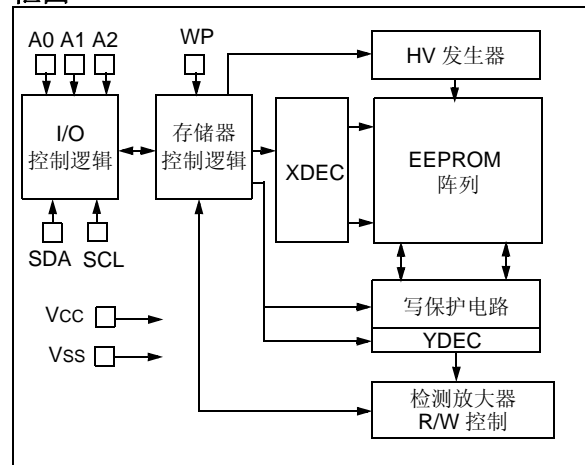 A0 A1 A2
WP
HV 发生器
I/O
控制逻辑
存储器
控制逻辑
XDEC
EEPROM
阵列
SDA
SCL
写保护电路
YDEC
VCC
VSS
检测放大器
R/W 控制